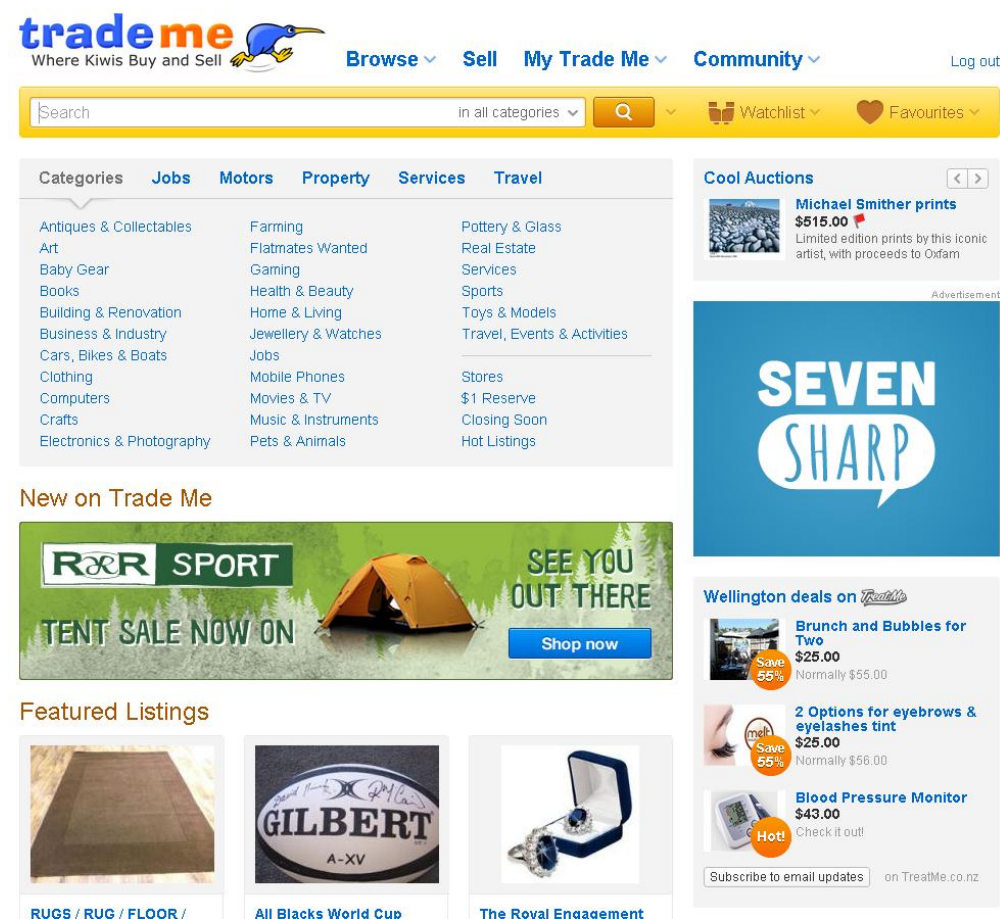 trademe
Where Kiwis Buy and Sell
Browse
Sell
My Trade Me
Community
Log out
Search
in all categories
Watchlist
Favourites
Categories
Jobs
Motors
Property
Services
Travel
Antiques & Collectables
Art
Baby Gear
Books
Building & Renovation
Business & Industry
Cars, Bikes & Boats
Clothing
Computers
Crafts
Electronics & Photography
Farming
Flatmates Wanted
Gaming
Health & Beauty
Home & Living
Jewellery & Watches
Jobs
Mobile Phones
Movies & TV
Music & Instruments
Pets & Animals
Pottery & Glass
Real Estate
Services
Sports
Toys & Models
Travel, Events & Activities
Stores
$1 Reserve
Closing Soon
Hot Listings
Cool Auctions
Michael Smither prints
$515.00
Limited edition prints by this iconic
artist, with proceeds to Oxfam
Advertisement
SEVEN
SHARP
New on Trade Me
R&R SPORT
TENT SALE NOW ON
SEE YOU
OUT THERE
Shop now
Wellington deals on TreatMe
Brunch and Bubbles for
Two
$25.00
Normally $55.00
Save
55%
2 Options for eyebrows &
eyelashes tint
$25.00
Normally $56.00
melt
Save
55%
Blood Pressure Monitor
$43.00
Check it out!
Hot!
Subscribe to email updates
on TreatMe.co.nz
Featured Listings
GILBERT
A-XV
RUGS / RUG / FLOOR /
All Blacks World Cup
The Royal Engagement